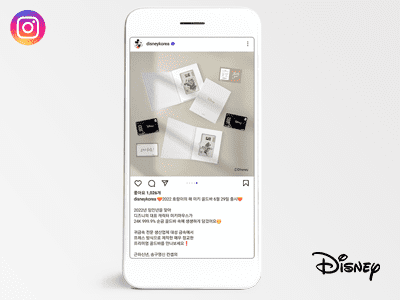 disneykorea
©Disney
좋아요 1,026개
disneykorea 🧡2022 호랑이의 해 미키 골드바 6월 29일 출시🧡
2022년 임인년을 맞아
디즈니의 대표 캐릭터 미키마우스가
24K 999.9% 순금 골드바 속에 생생하게 담겼어요😊
귀금속 전문 생산업체 대성 금속에서
프레스 방식으로 제작한 매우 정교한
프리미엄 골드바를 만나보세요❗
Disney